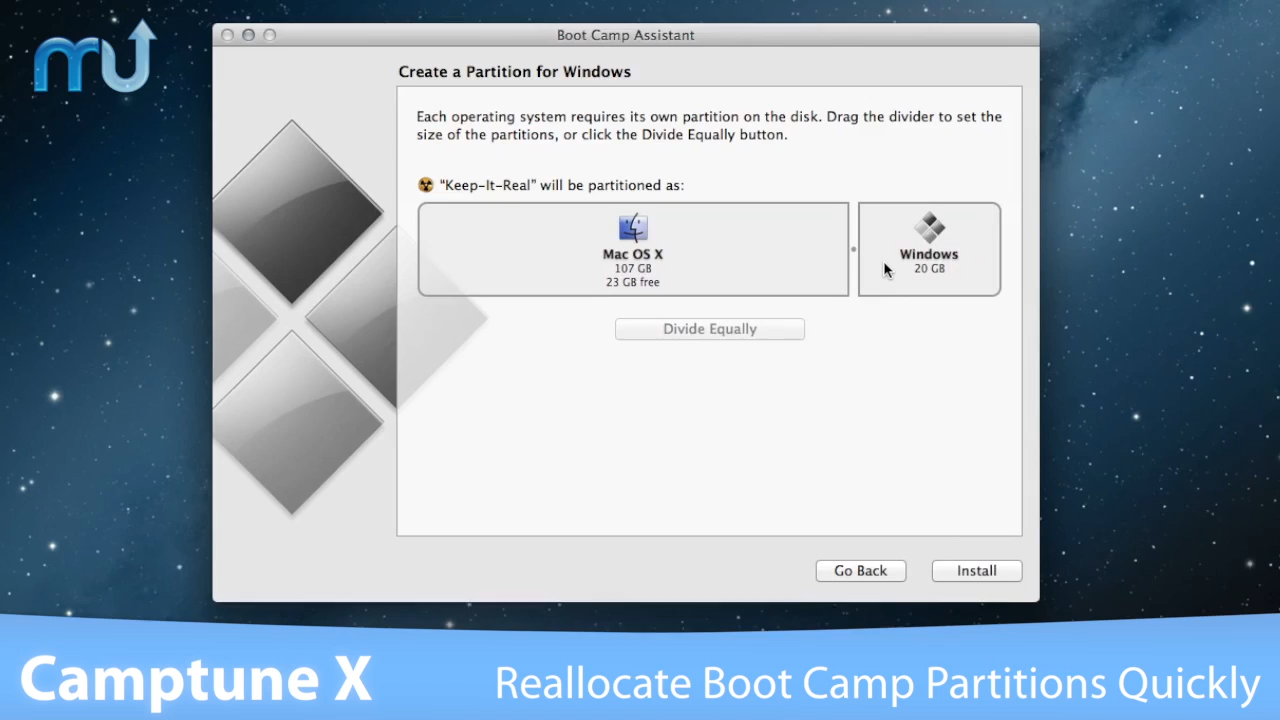 mu
Boot Camp Assistant
Create a Partition for Windows
Each operating system requires its own partition on the disk. Drag the divider to set the
size of the partitions, or click the Divide Equally button.
“Keep-It-Real” will be partitioned as:
Mac OS X
107 GB
23 GB free
Windows
20 GB
Divide Equally
Go Back
Install
Camptune X
Reallocate Boot Camp Partitions Quickly